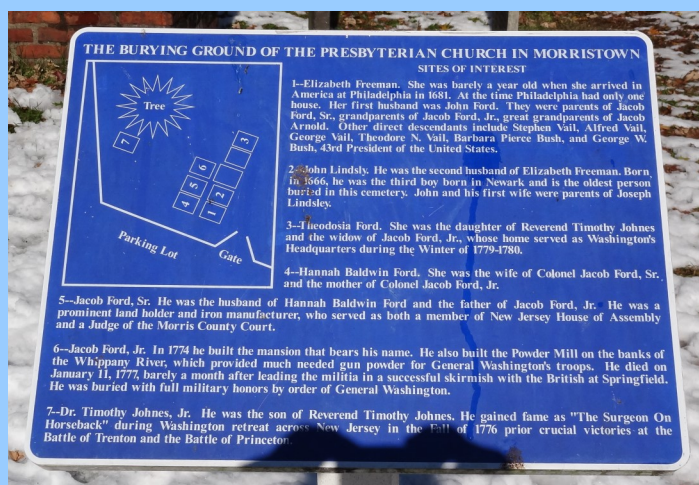 THE BURYING GROUND OF THE PRESBYTERIAN CHURCH IN MORRISTOWN
SITES OF INTEREST
1--Elizabeth Freeman. She was barely a year old when she arrived in
America at Philadelphia in 1681. At the time Philadelphia had only one
house. Her first husband was John Ford. They were parents of Jacob
Ford, Sr., grandparents of Jacob Ford, Jr., great grandparents of Jacob
Arnold. Other direct descendants include Stephen Vail, Alfred Vail,
George Vail, Theodore N. Vail, Barbara Pierce Bush, and George W.
Bush, 43rd President of the United States.
2--John Lindsly. He was the second husband of Elizabeth Freeman. Born
in 1666, he was the third boy born in Newark and is the oldest person
buried in this cemetery. John and his first wife were parents of Joseph
Lindsley.
3--Theodosia Ford. She was the daughter of Reverend Timothy Johnes
and the widow of Jacob Ford, Jr., whose home served as Washington's
Headquarters during the Winter of 1779-1780.
4--Hannah Baldwin Ford. She was the wife of Colonel Jacob Ford, Sr.
and the mother of Colonel Jacob Ford, Jr.
5--Jacob Ford, Sr. He was the husband of Hannah Baldwin Ford and the father of Jacob Ford, Jr. He was a
prominent land holder and iron manufacturer, who served as both a member of New Jersey House of Assembly
and a Judge of the Morris County Court.
6--Jacob Ford, Jr. In 1774 he built the mansion that bears his name. He also built the Powder Mill on the banks of
the Whippany River, which provided much needed gun powder for General Washington's troops. He died on
January 11, 1777, barely a month after leading the militia in a successful skirmish with the British at Springfield.
He was buried with full military honors by order of General Washington.
7--Dr. Timothy Johnes, Jr. He was the son of Reverend Timothy Johnes. He gained fame as "The Surgeon On
Horseback" during Washington retreat across New Jersey in the Fall of 1776 prior crucial victories at the
Battle of Trenton and the Battle of Princeton.
Tree
7
3
6
5
2
4
1
Parking Lot
Gate